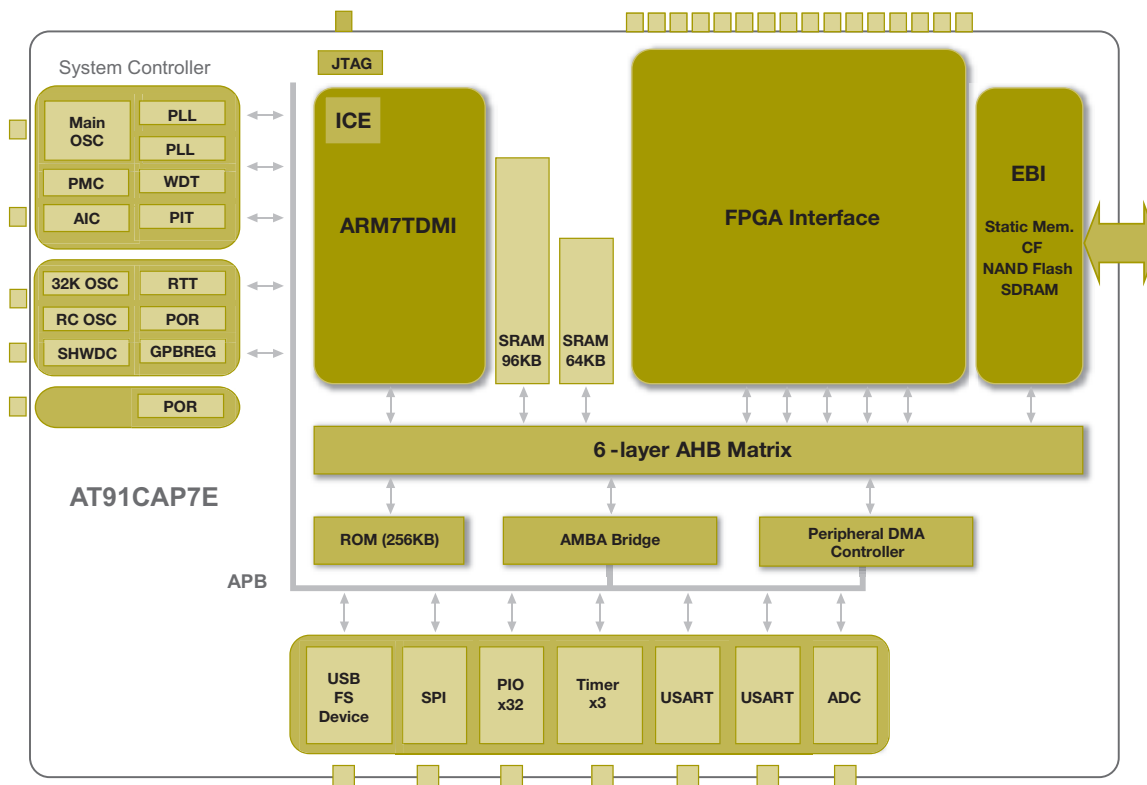 System Controller
Main
OSC
PLL
PLL
PMC
WDT
AIC
PIT
32K OSC
RTT
RC OSC
POR
SHWDC
GPBREG
POR
AT91CAP7E
JTAG
ICE
ARM7TDMI
SRAM
96KB
SRAM
64KB
FPGA Interface
EBI
Static Mem.
CF
NAND Flash
SDRAM
6-layer AHB Matrix
ROM (256KB)
AMBA Bridge
Peripheral DMA
Controller
APB
USB
FS
Device
SPI
PIO
x32
Timer
x3
USART
USART
ADC